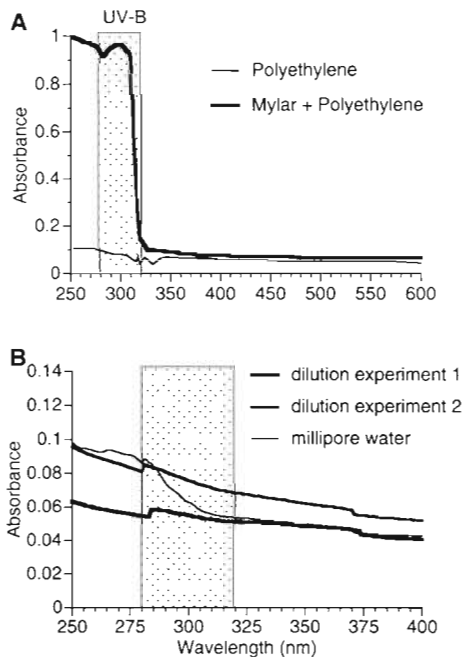 UV-B
A
1
0.8
0.6
0.4
0.2
0
Absorbance
Polyethylene
Mylar + Polyethylene
250 300 350 400 450 500 550 600
B
0.14
0.12
0.1
0.08
0.06
0.04
0.02
0
Absorbance
dilution experiment 1
dilution experiment 2
millipore water
250 275 300 325 350 375 400
Wavelength (nm)